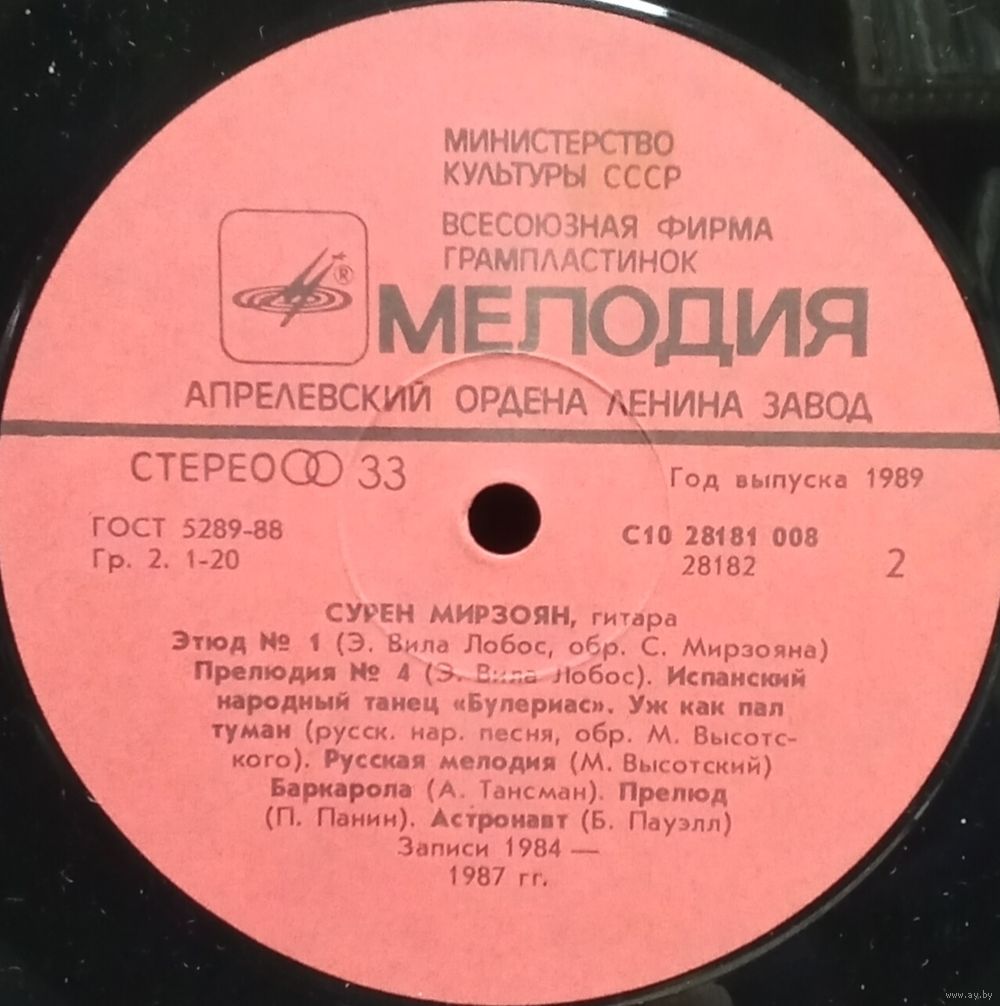 МИНИСТЕРСТВО
КУЛЬТУРЫ СССР
ВСЕСОЮЗНАЯ ФИРМА
ГРАМПЛАСТИНОК
®
МЕЛОДИЯ
АПРЕЛЕВСКИЙ ОРДЕНА ЛЕНИНА ЗАВОД
СТЕРЕО 33
Год выпуска 1989
ГОСТ 5289-88
Гр. 2. 1-20
С10 28181 008
28182
2
СУРЕН МИРЗОЯН, гитара
Этюд № 1 (Э. Вила Лобос, обр. С. Мирзояна)
Прелюдия № 4 (Э. Вила Лобос). Испанский
народный танец «Булериас». Уж как пал
туман (русск. нар. песня, обр. М. Высотс-
кого). Русская мелодия (М. Высотский)
Баркарола (А. Тансман). Прелюд
(П. Панин). Астронавт (Б. Пауэлл)
Записи 1984 —
1987 гг.
www.ay.by